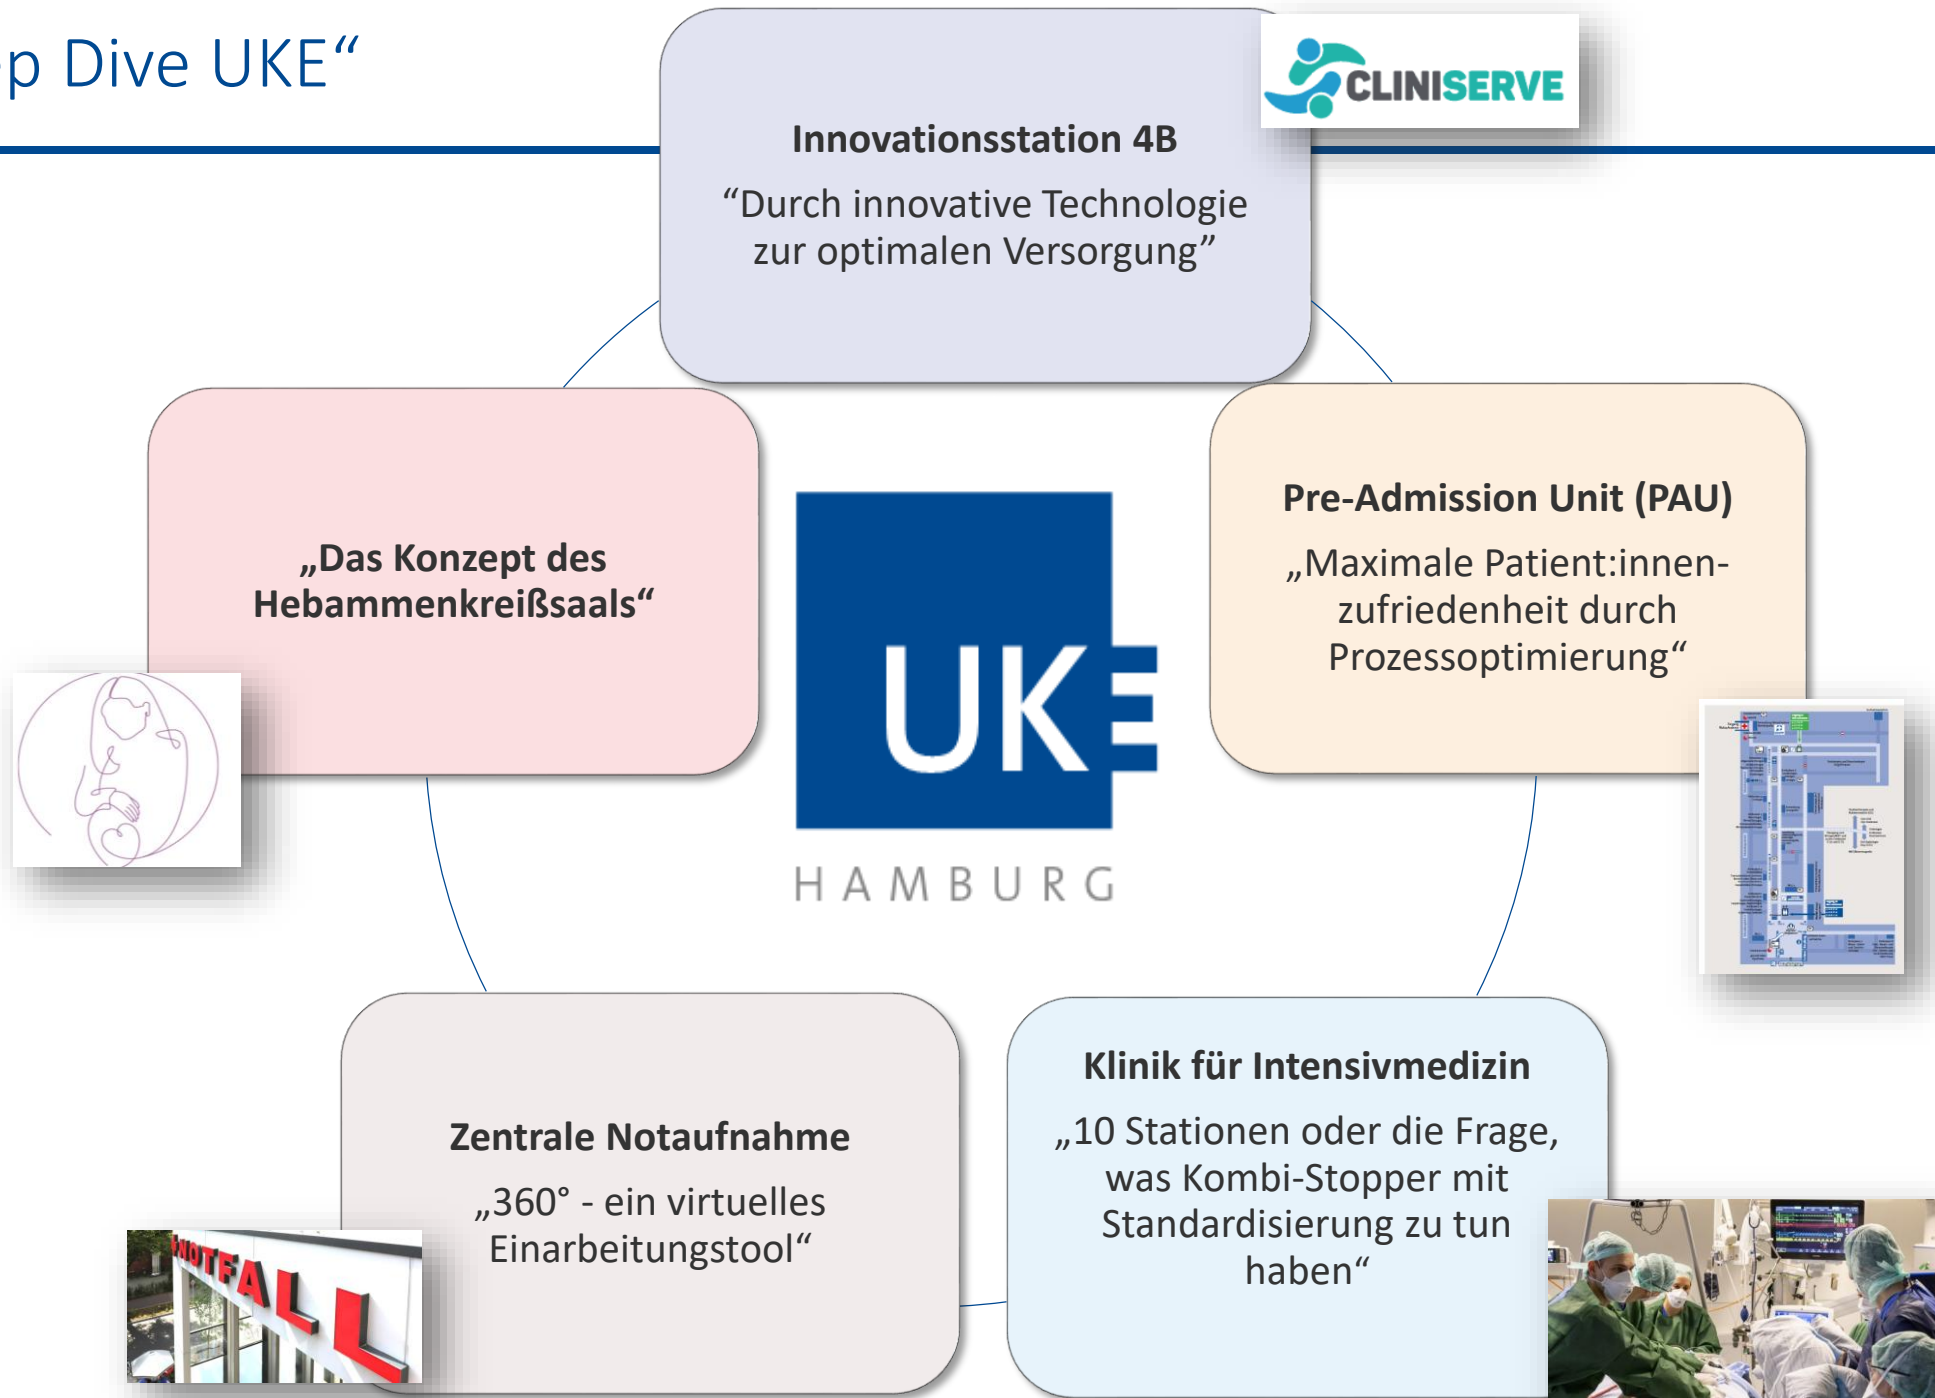 p Dive UKE“
CLINISERVE
Innovationsstation 4B
“Durch innovative Technologie
zur optimalen Versorgung”
„Das Konzept des
Hebammenkreißsaals“
Pre-Admission Unit (PAU)
„Maximale Patient:innen-
zufriedenheit durch
Prozessoptimierung“
UKE
HAMBURG
Zentrale Notaufnahme
„360° - ein virtuelles
Einarbeitungstool“
Klinik für Intensivmedizin
„10 Stationen oder die Frage,
was Kombi-Stopper mit
Standardisierung zu tun
haben“
NOTFALL